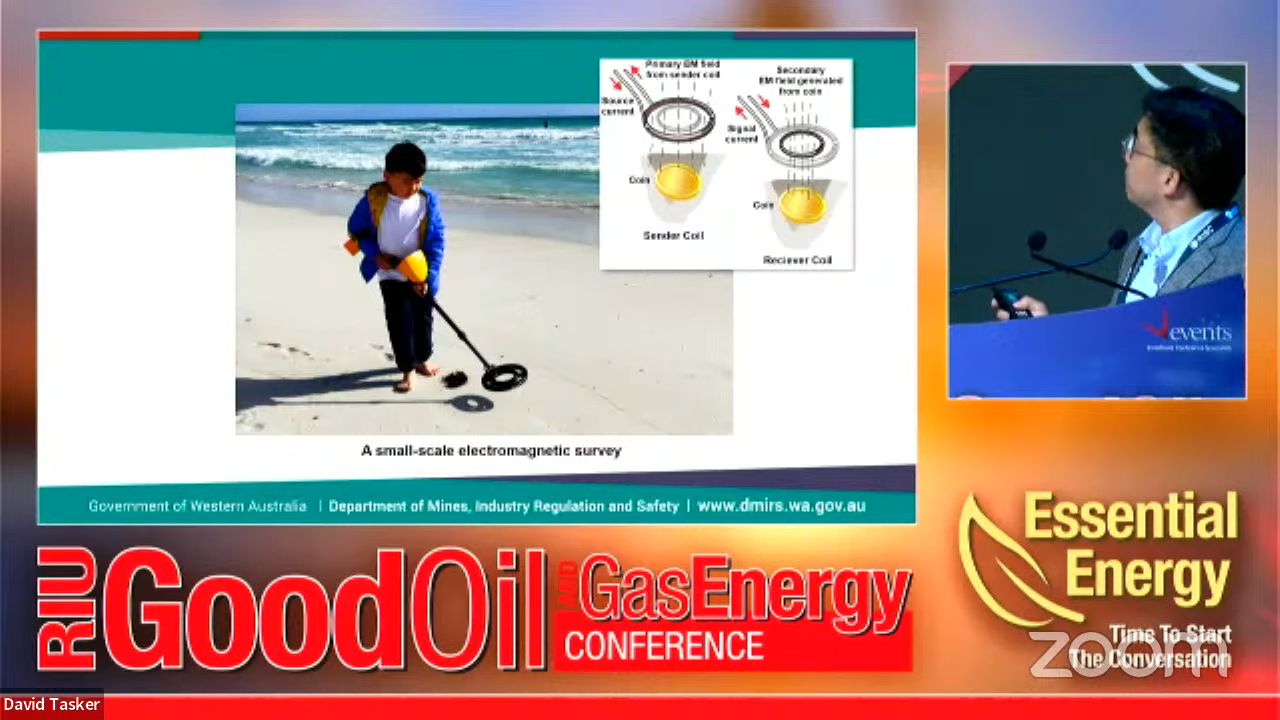 Primary EM field
from sender coil
Source
current
Coin
Sender Coil
Secondary
EM field generated
from coin
Signal
current
Coin
Reciever Coil
A small-scale electromagnetic survey
Government of Western Australia | Department of Mines, Industry Regulation and Safety | www.dmirs.wa.gov.au
RISC
events
RIU
GoodOil
AND
GasEnergy
CONFERENCE
Essential
Energy
Time To Start
The Conversation
zoom
David Tasker